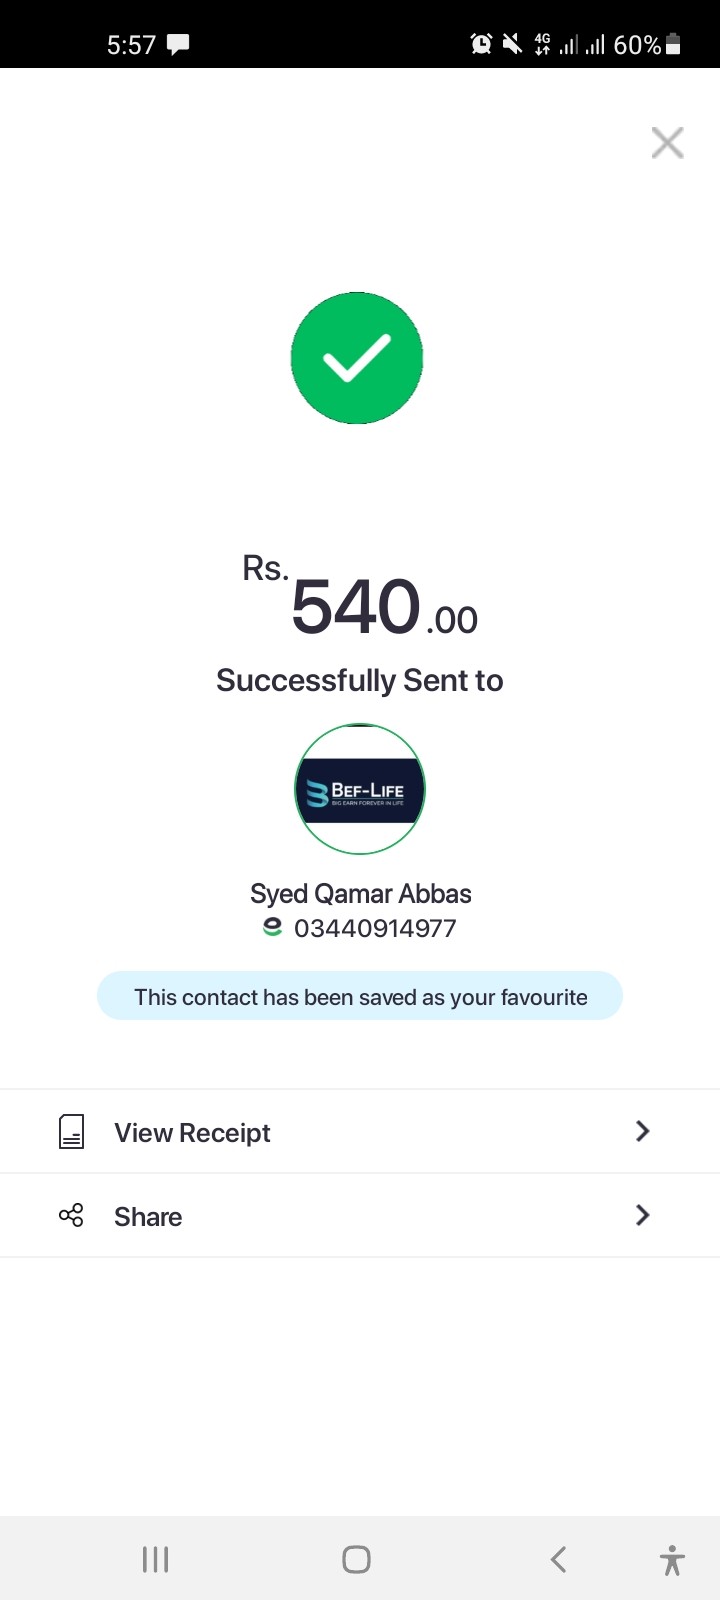 5:57
4G
60%
Rs.
540.00
Successfully Sent to
BEF-LIFE
BIG EARN FOREVER IN LIFE
Syed Qamar Abbas
03440914977
This contact has been saved as your favourite
View Receipt
Share